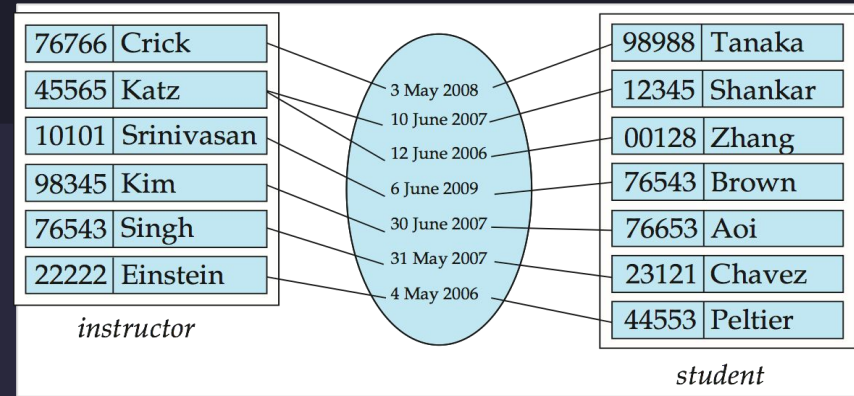 76766 Crick
45565 Katz
10101 Srinivasan
98345 Kim
76543 Singh
22222 Einstein
instructor
3 May 2008
10 June 2007
12 June 2006
6 June 2009
30 June 2007
31 May 2007
4 May 2006
98988 Tanaka
12345 Shankar
00128 Zhang
76543 Brown
76653 Aoi
23121 Chavez
44553 Peltier
student